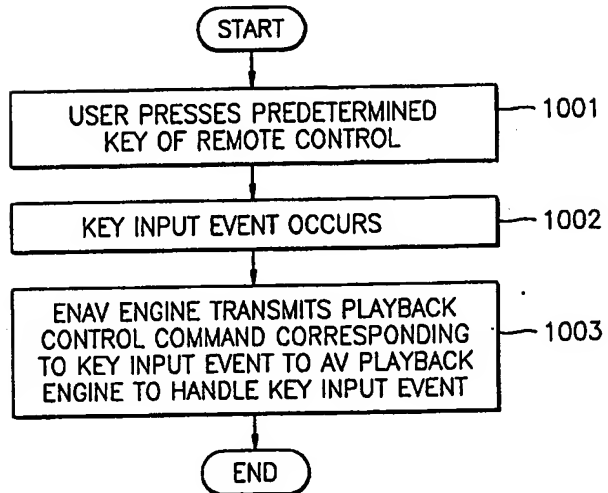 START
USER PRESSES PREDETERMINED
KEY OF REMOTE CONTROL
1001
KEY INPUT EVENT OCCURS
1002
ENAV ENGINE TRANSMITS PLAYBACK
CONTROL COMMAND CORRESPONDING
TO KEY INPUT EVENT TO AV PLAYBACK
ENGINE TO HANDLE KEY INPUT EVENT
1003
END